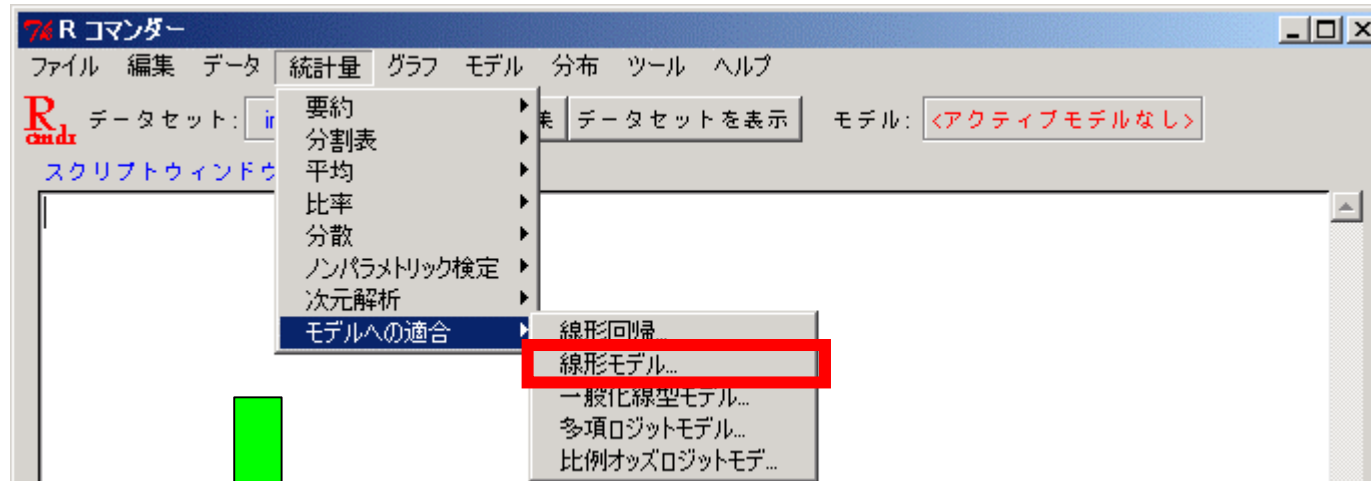 R コマンダー
ファイル 編集 データ 統計量 グラフ モデル 分布 ツール ヘルプ
R cmdr データセット: 集 データセットを表示 モデル: <アクティブモデルなし>
スクリプトウィンドウ
要約
分割表
平均
比率
分散
ノンパラメトリック検定
次元解析
モデルへの適合
線形回帰...
線形モデル...
一般化線型モデル...
多項ロジットモデル...
比例オッズロジットモデ...